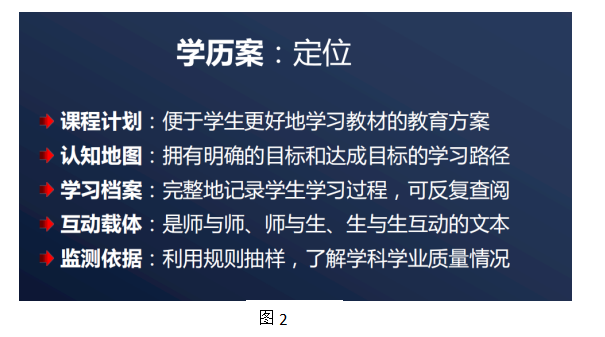 学历案：定位
课程计划：便于学生更好地学习教材的教育方案
认知地图：拥有明确的目标和达成目标的学习路径
学习档案：完整地记录学生学习过程，可反复查阅
互动载体：是师与师、师与生、生与生互动的文本
监测依据：利用规则抽样，了解学科学业质量情况
图 2